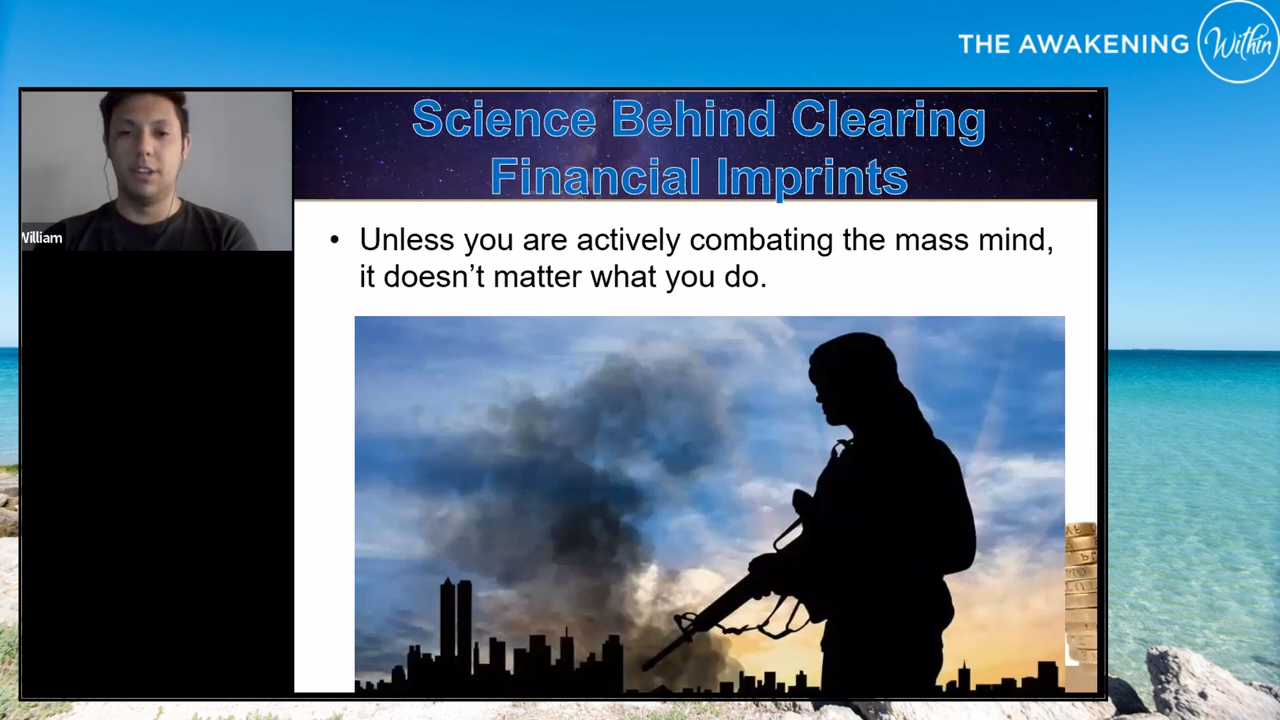 THE AWAKENING Within
Science Behind Clearing
Financial Imprints
William
• Unless you are actively combating the mass mind,
it doesn’t matter what you do.